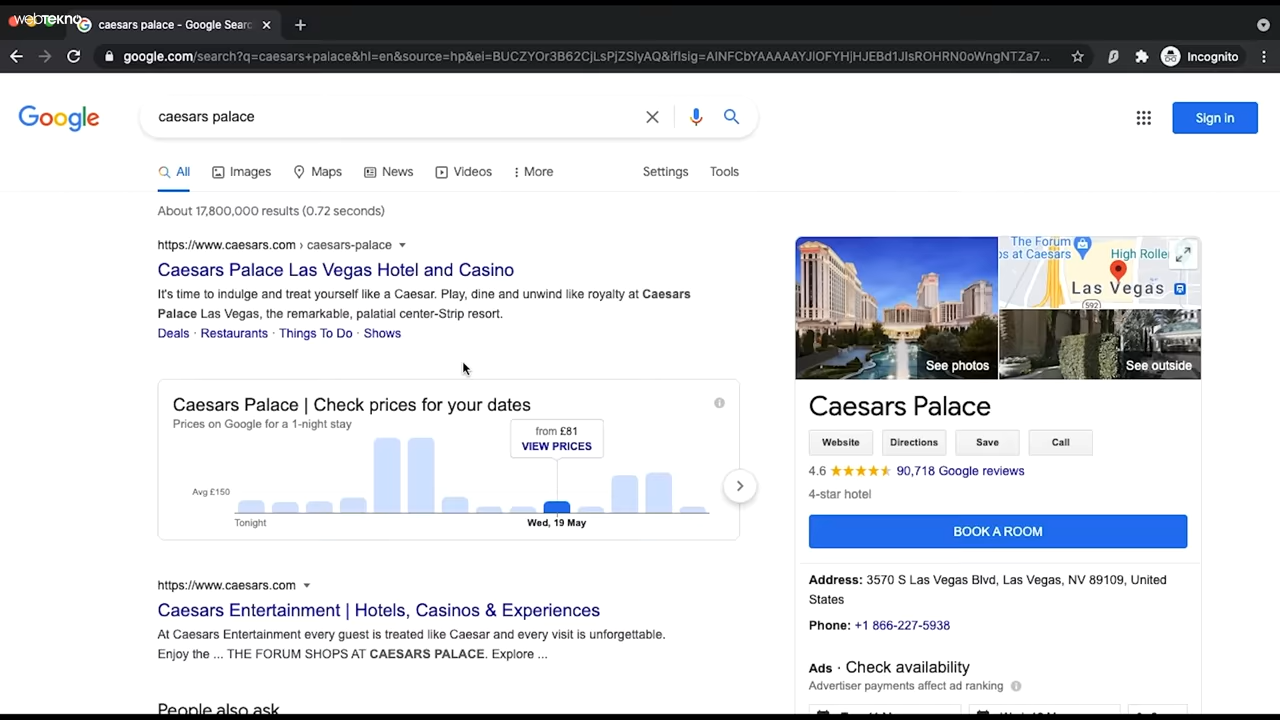 webtekno
caesars palace - Google Searc
google.com/search?q=caesars+palace&hl=en&source=hp&ei=BUCZYOr3B62CjLsPjZSIyAQ&iflsig=AINFCbYAAAAAYJlOFYHjHJEBd1JIsROHRN0oWngNTZa7...
Incognito
Google
caesars palace
Sign in
All
Images
Maps
News
Videos
More
Settings
Tools
About 17,800,000 results (0.72 seconds)
https://www.caesars.com › caesars-palace
Caesars Palace Las Vegas Hotel and Casino
It's time to indulge and treat yourself like a Caesar. Play, dine and unwind like royalty at Caesars
Palace Las Vegas, the remarkable, palatial center-Strip resort.
Deals · Restaurants · Things To Do · Shows
Caesars Palace | Check prices for your dates
Prices on Google for a 1-night stay
from £81
VIEW PRICES
Avg £150
Tonight
Wed, 19 May
https://www.caesars.com
Caesars Entertainment | Hotels, Casinos & Experiences
At Caesars Entertainment every guest is treated like Caesar and every visit is unforgettable.
Enjoy the ... THE FORUM SHOPS AT CAESARS PALACE. Explore ...
People also ask
The Forum
ps at Caesars
High Rolle
Las Vegas
592
See photos
See outside
Caesars Palace
Website
Directions
Save
Call
4.6
90,718 Google reviews
4-star hotel
BOOK A ROOM
Address: 3570 S Las Vegas Blvd, Las Vegas, NV 89109, United
States
Phone: +1 866-227-5938
Ads · Check availability
Advertiser payments affect ad ranking